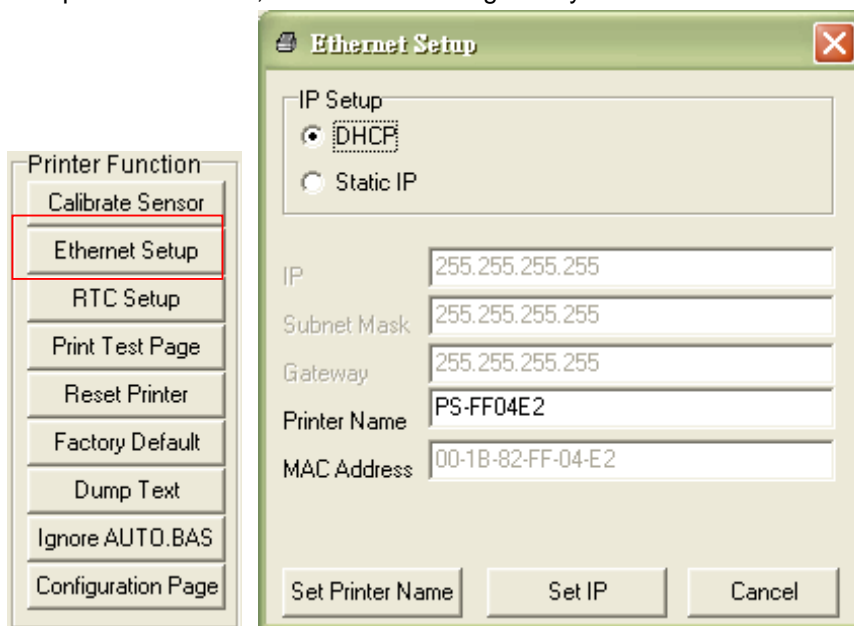 Ethernet Setup
IP Setup
DHCP
Static IP
Printer Function
Calibrate Sensor
Ethernet Setup
RTC Setup
Print Test Page
Reset Printer
Factory Default
Dump Text
Ignore AUTO.BAS
Configuration Page
IP 255.255.255.255
Subnet Mask 255.255.255.255
Gateway 255.255.255.255
Printer Name PS-FF04E2
MAC Address 00-1B-82-FF-04-E2
Set Printer Name Set IP Cancel